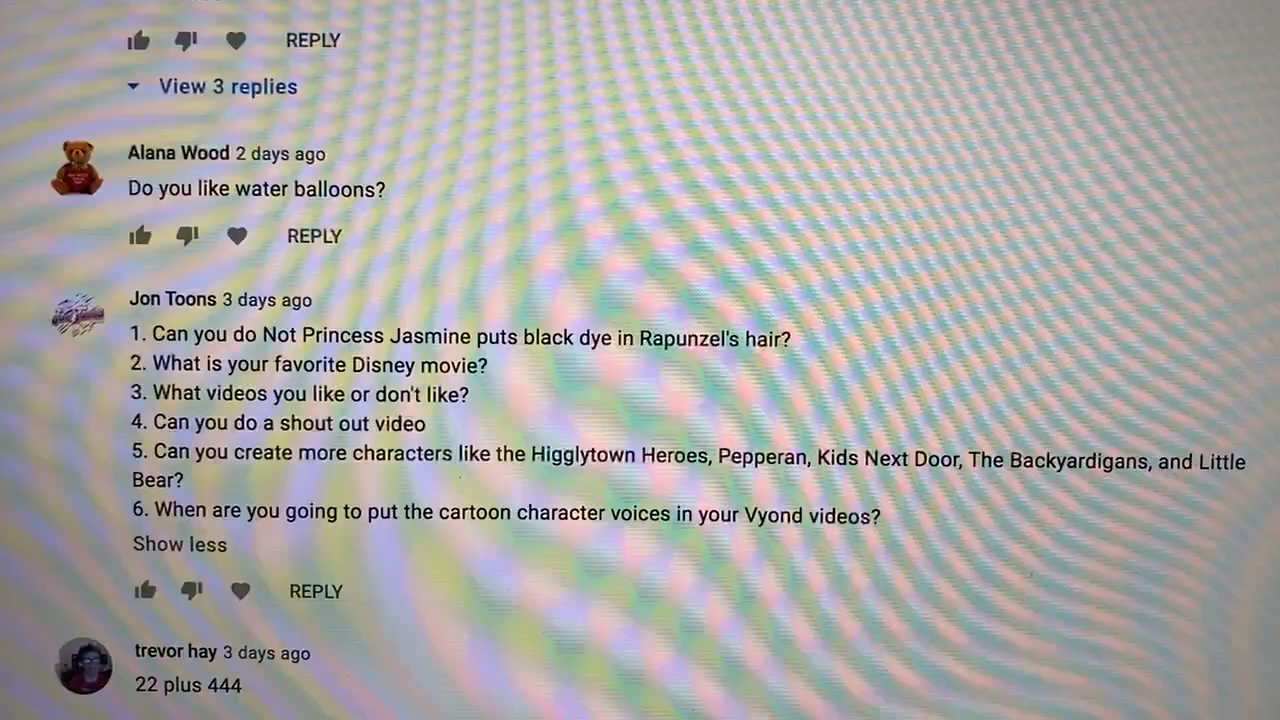 REPLY
View 3 replies
Alana Wood 2 days ago
Do you like water balloons?
REPLY
Jon Toons 3 days ago
1. Can you do Not Princess Jasmine puts black dye in Rapunzel's hair?
2. What is your favorite Disney movie?
3. What videos you like or don't like?
4. Can you do a shout out video
5. Can you create more characters like the Higglytown Heroes, Pepperan, Kids Next Door, The Backyardigans, and Little
Bear?
6. When are you going to put the cartoon character voices in your Vyond videos?
Show less
REPLY
trevor hay 3 days ago
22 plus 444